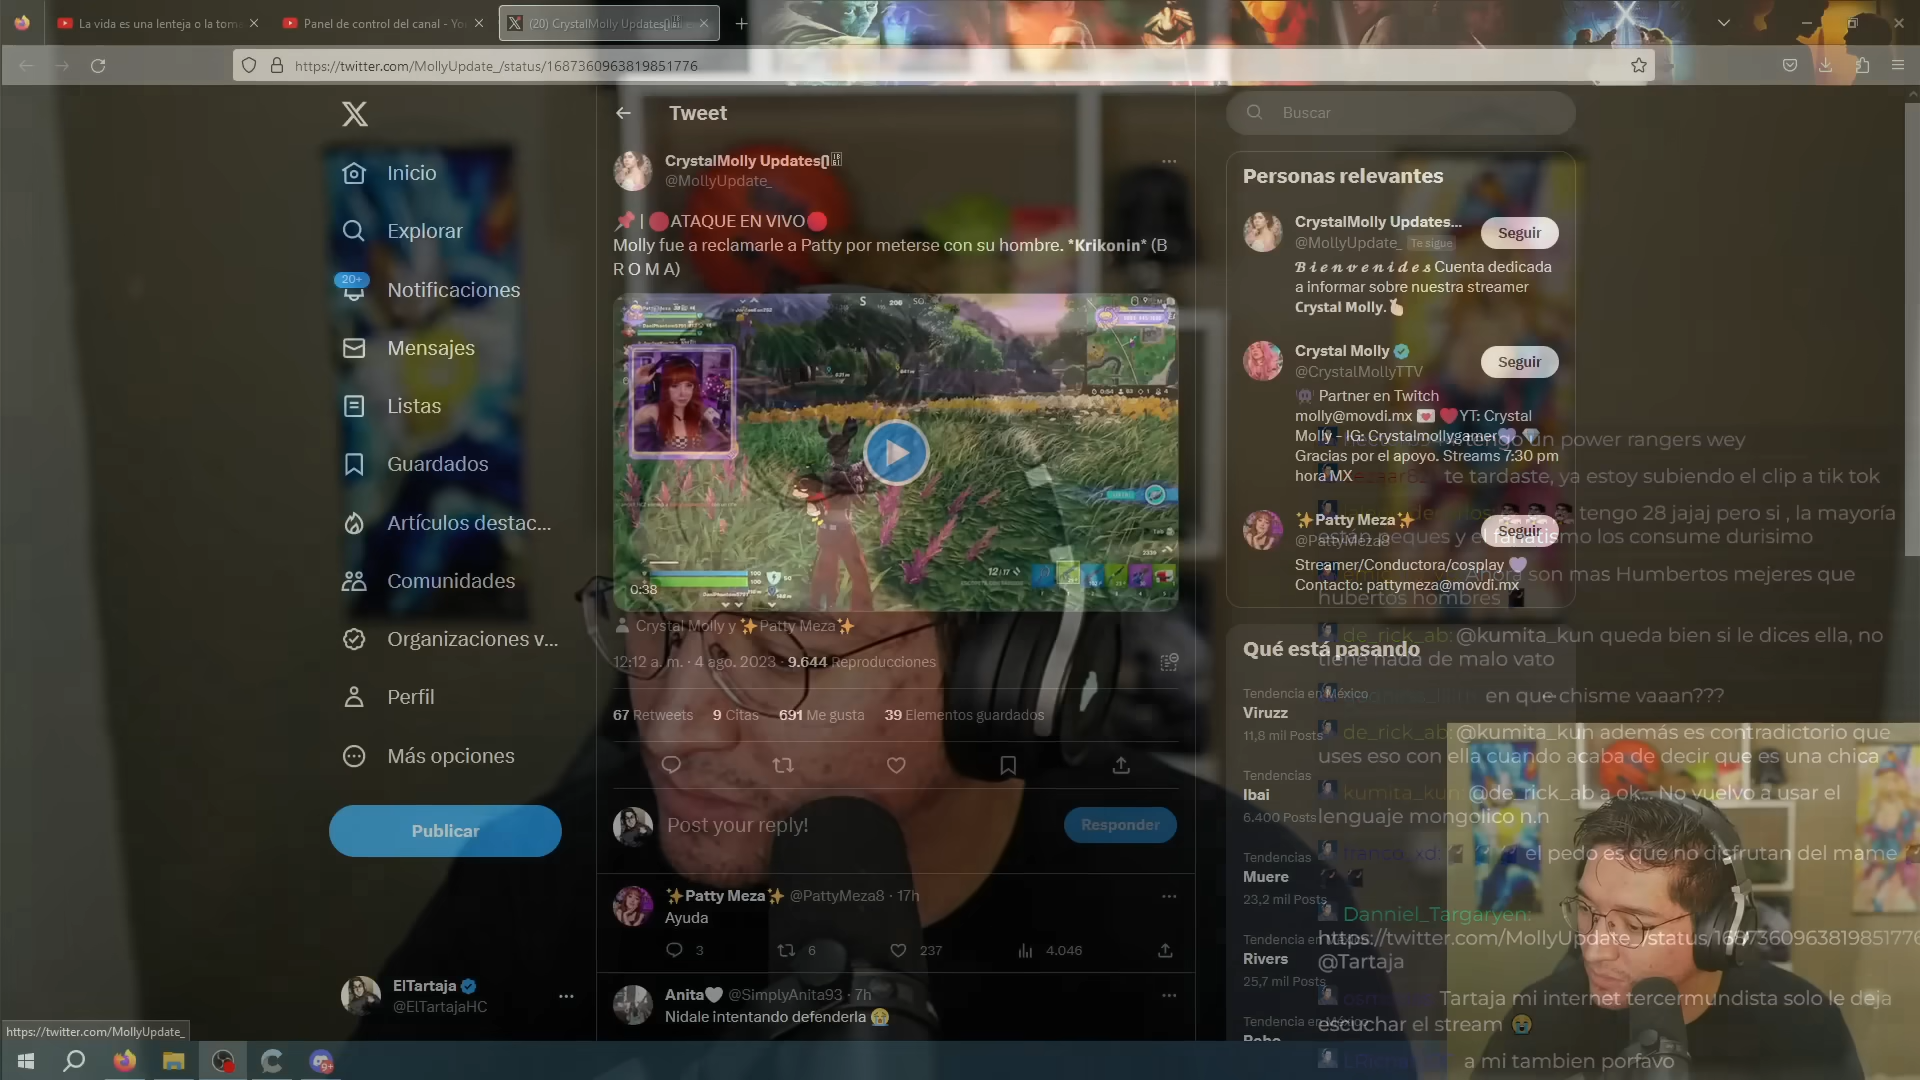 La vida es una lenteja o la toma
Panel de control del canal - Yo
(20) CrystalMolly Updates
https://twitter.com/MollyUpdate_/status/1687360963819851776
Inicio
Explorar
20+
Notificaciones
Mensajes
Listas
Guardados
Artículos destac...
Comunidades
Organizaciones v...
Perfil
Más opciones
Publicar
ElTartaja
@ElTartajaHC
https://twitter.com/MollyUpdate_
Tweet
CrystalMolly Updates
@MollyUpdate_
📌 | 🔴ATAQUE EN VIVO🔴
Molly fue a reclamarle a Patty por meterse con su hombre. *Krikonin* (B
R O M A)
0:38
Crystal Molly y ✨Patty Meza✨
12:12 a. m. · 4 ago. 2023 · 9.644 Reproducciones
67 Retweets 9 Citas 691 Me gusta 39 Elementos guardados
Post your reply!
Responder
✨Patty Meza✨ @PattyMeza8 · 17h
Ayuda
3 6 237 4.046
Anita🤍 @SimplyAnita93 · 7h
Nidale intentando defenderla 😭
Buscar
Personas relevantes
CrystalMolly Updates...
@MollyUpdate_ Te sigue
Seguir
𝓑𝓲𝓮𝓷𝓿𝓮𝓷𝓲𝓭𝓮𝓼 Cuenta dedicada
a informar sobre nuestra streamer
Crystal Molly.
Crystal Molly
@CrystalMollyTTV
Seguir
Partner en Twitch
molly@movdi.mx 💌 ❤️YT: Crystal
Molly - IG: Crystalmollygamer💜 💎
Gracias por el apoyo. Streams 7:30 pm
hora MX
✨Patty Meza✨
@PattyMeza8
Seguir
Streamer/Conductora/cosplay 💜
Contacto: pattymeza@movdi.mx
Qué está pasando
Tendencia en México
Viruzz
11,8 mil Posts
Tendencias
Ibai
6.400 Posts
Tendencias
Muere
23,2 mil Posts
Tendencia en México
Rivers
25,7 mil Posts
Tendencia en México
tengo un power rangers wey
te tardaste, ya estoy subiendo el clip a tik tok
tengo 28 jajaj pero si , la mayoría
están peques y el fanatismo los consume durisimo
Ahora son mas Humbertos mejeres que
hubertos hombres
de_rick_ab: @kumita_kun queda bien si le dices ella, no
tiene nada de malo vato
en que chisme vaaan???
de_rick_ab: @kumita_kun además es contradictorio que
uses eso con ella cuando acaba de decir que es una chica
kumita_kun: @de_rick_ab a ok... No vuelvo a usar el
lenguaje mongolico n.n
franco_xd: el pedo es que no disfrutan del mame
Danniel_Targaryen:
https://twitter.com/MollyUpdate_/status/1687360963819851776
@Tartaja
Tartaja mi internet tercermundista solo le deja
escuchar el stream 😭
a mi tambien porfavo